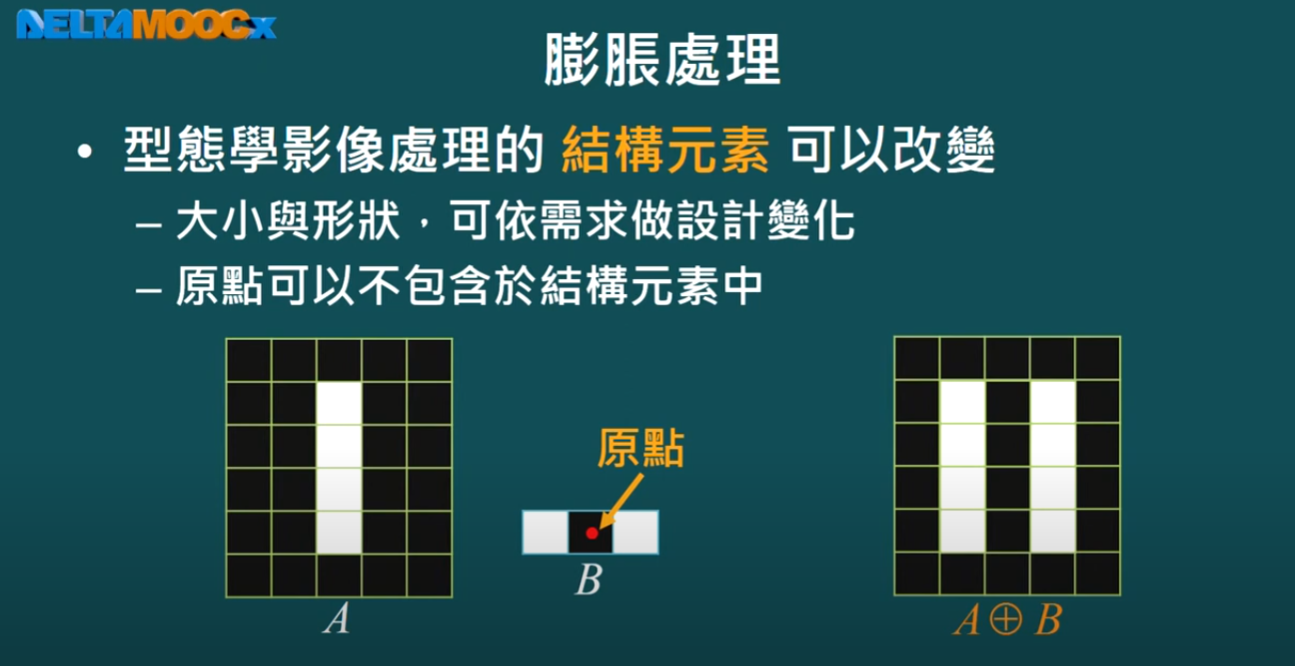 DELTAMOOCx
膨脹處理
• 型態學影像處理的 結構元素 可以改變
– 大小與形狀，可依需求做設計變化
– 原點可以不包含於結構元素中
原點
B
A
A ⊕ B